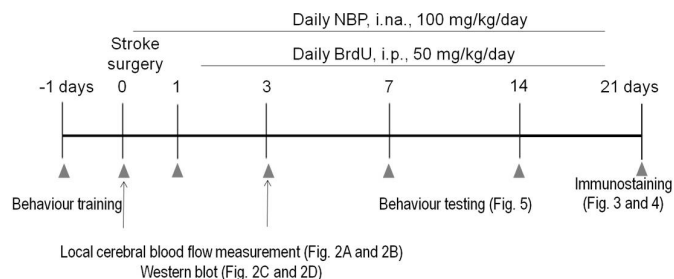 Daily NBP, i.na., 100 mg/kg/day
Stroke
surgery
Daily BrdU, i.p., 50 mg/kg/day
-1 days 0 1 3 7 14 21 days
Behaviour training
Behaviour testing (Fig. 5)
Immunostaining
(Fig. 3 and 4)
Local cerebral blood flow measurement (Fig. 2A and 2B)
Western blot (Fig. 2C and 2D)